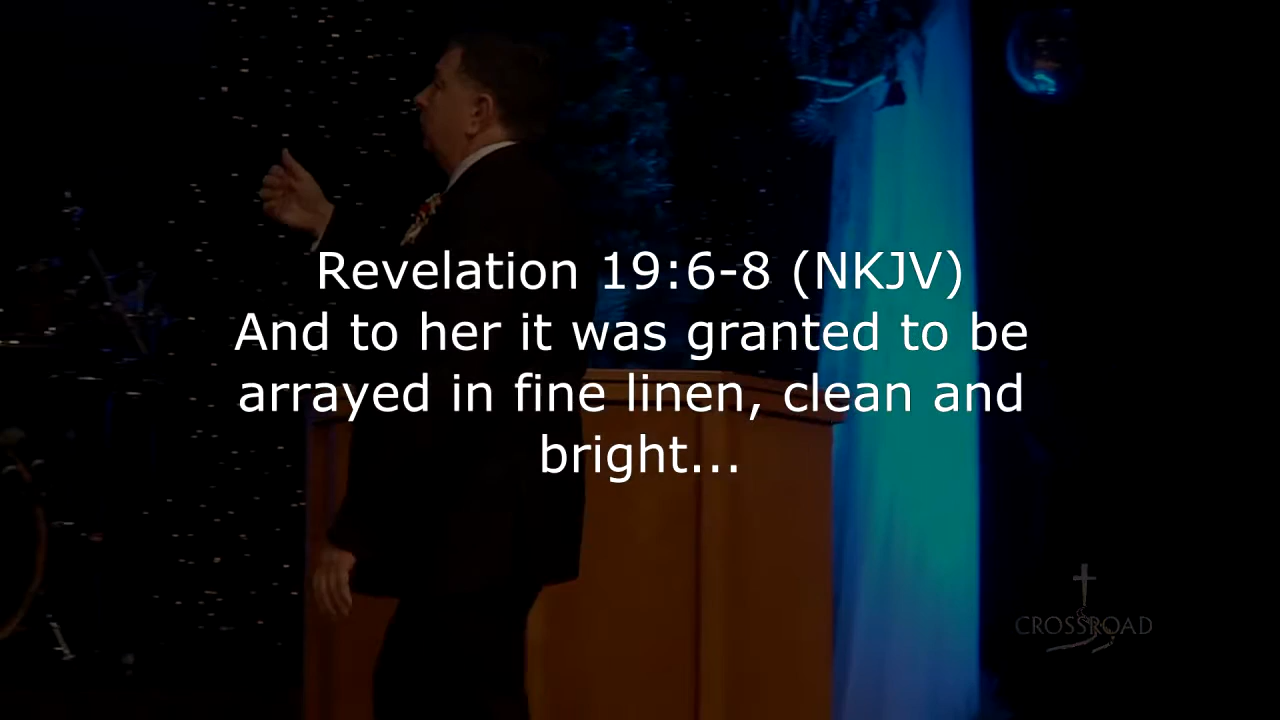 Revelation 19:6-8 (NKJV)
And to her it was granted to be
arrayed in fine linen, clean and
bright...
CROSSROAD